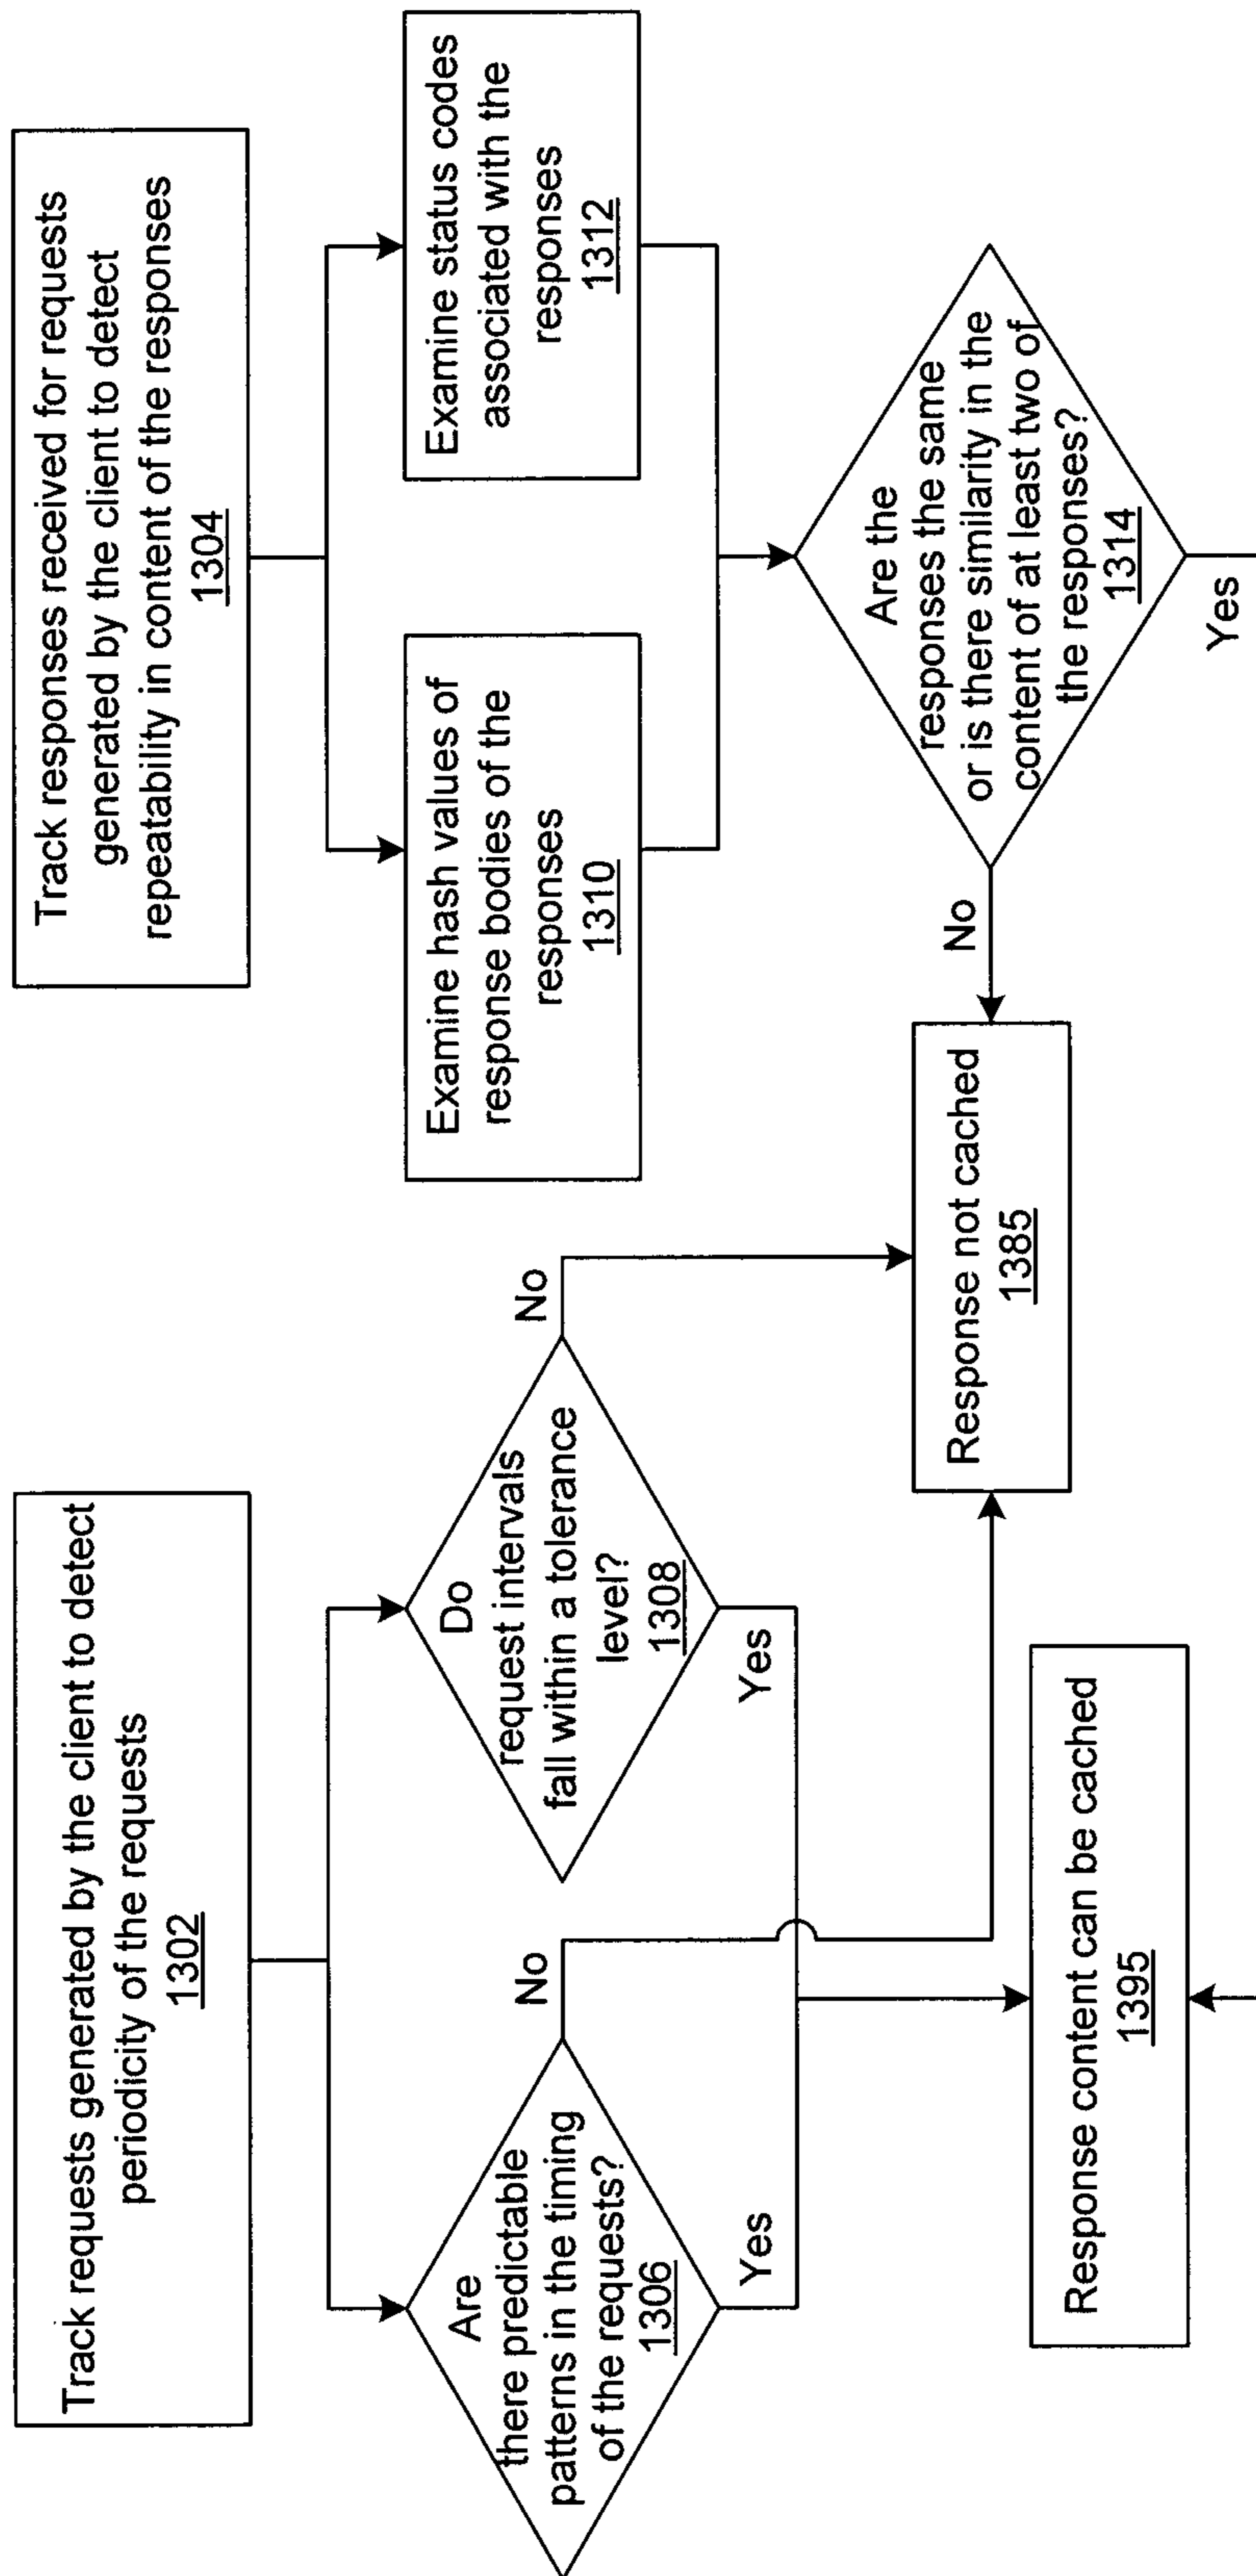 Track requests generated by the client to detect
periodicity of the requests
1302
Are
there predictable
patterns in the timing
of the requests?
1306
No
Yes
Do
request intervals
fall within a tolerance
level?
1308
No
Yes
Response content can be cached
1395
Track responses received for requests
generated by the client to detect
repeatability in content of the responses
1304
Examine hash values of
response bodies of the
responses
1310
Examine status codes
associated with the
responses
1312
Are the
responses the same
or is there similarity in the
content of at least two of
the responses?
1314
No
Yes
Response not cached
1385